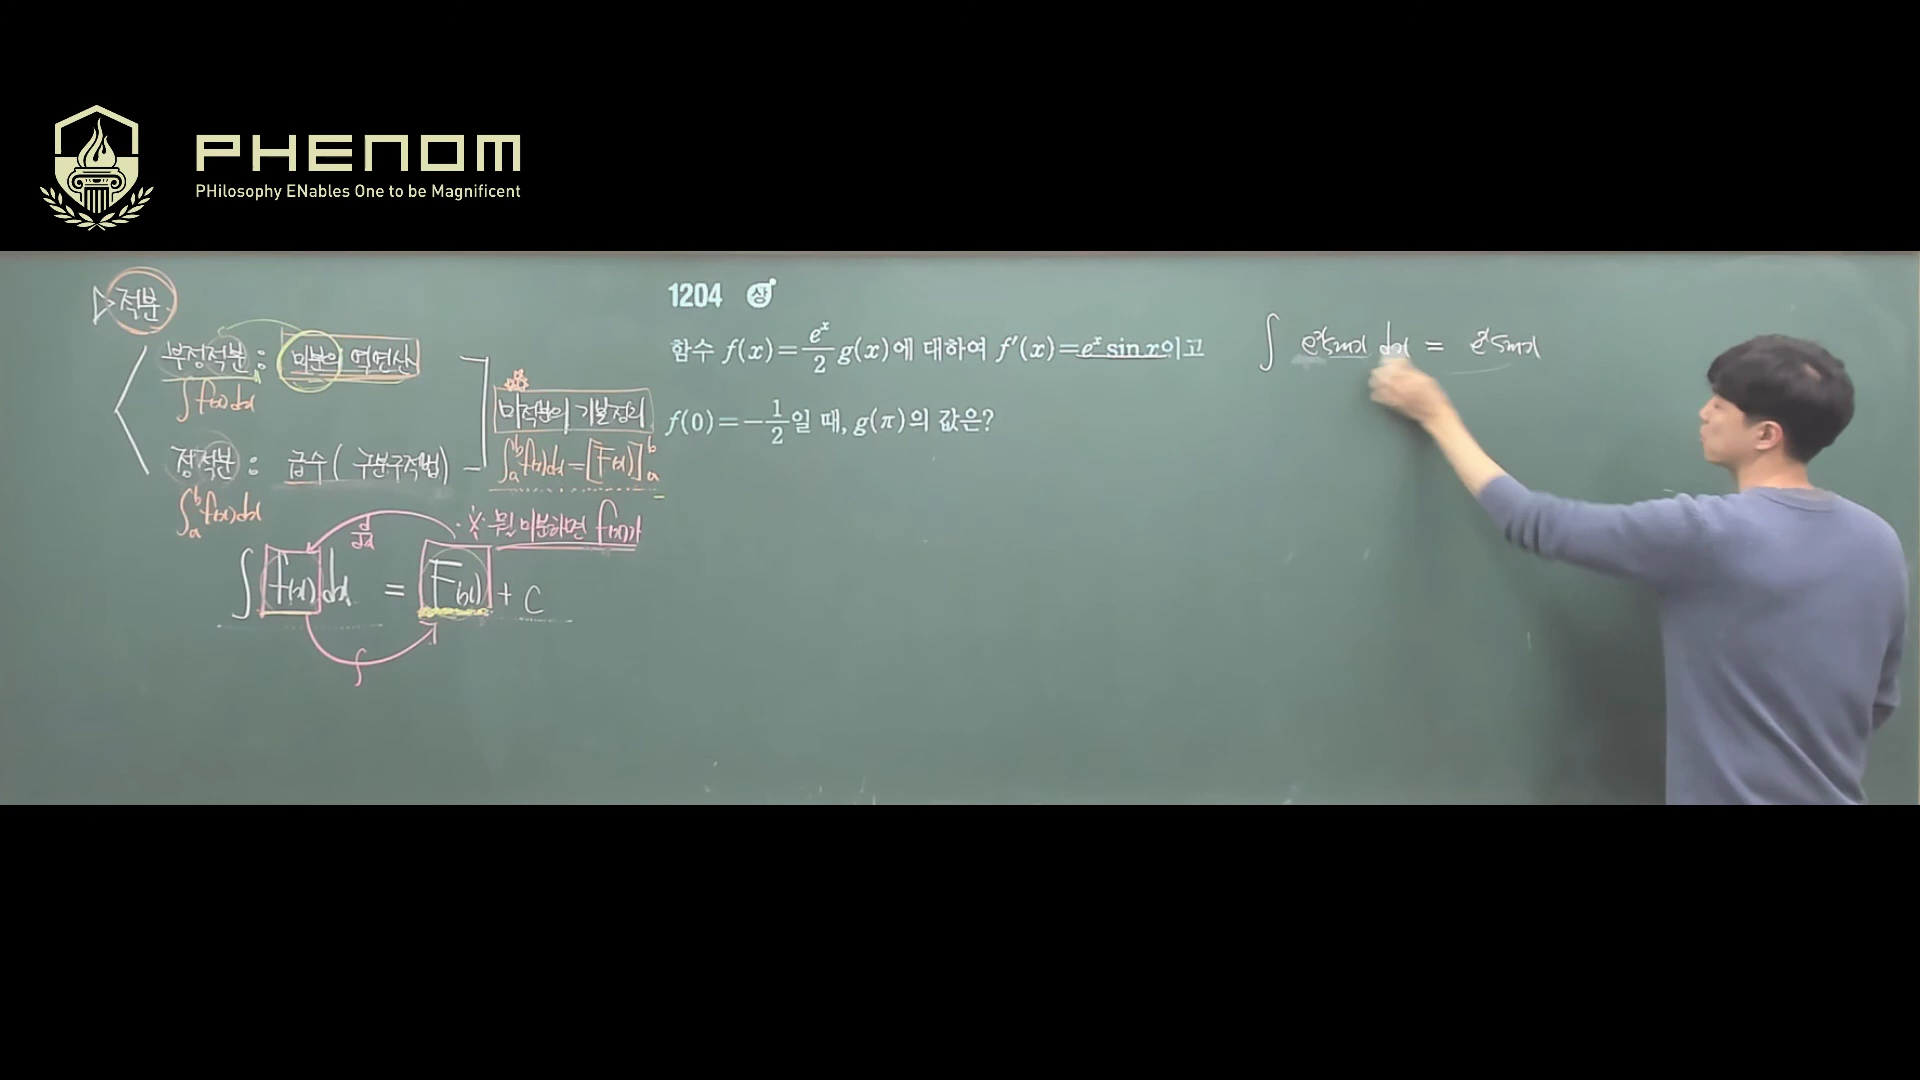 PHENOM
PHilosophy ENables One to be Magnificent
▷ 적분
부정적분 : 미분의 역연산
∫f(x)dx
정적분 : 급수 ( 구분구적법 )
∫ₐᵇf(x)dx
미적분의 기본정리
∫ₐᵇf(x)dx = [F(x)]ₐᵇ
※ 뭘 미분하면 f(x)가
d/dx
∫f(x)dx = F(x) + C
∫
1204 상
함수 f(x)=eˣ/2 g(x)에 대하여 f′(x)=eˣ sin x이고
f(0)=−1/2일 때, g(π)의 값은?
∫ eˣsinx dx = eˣsinx